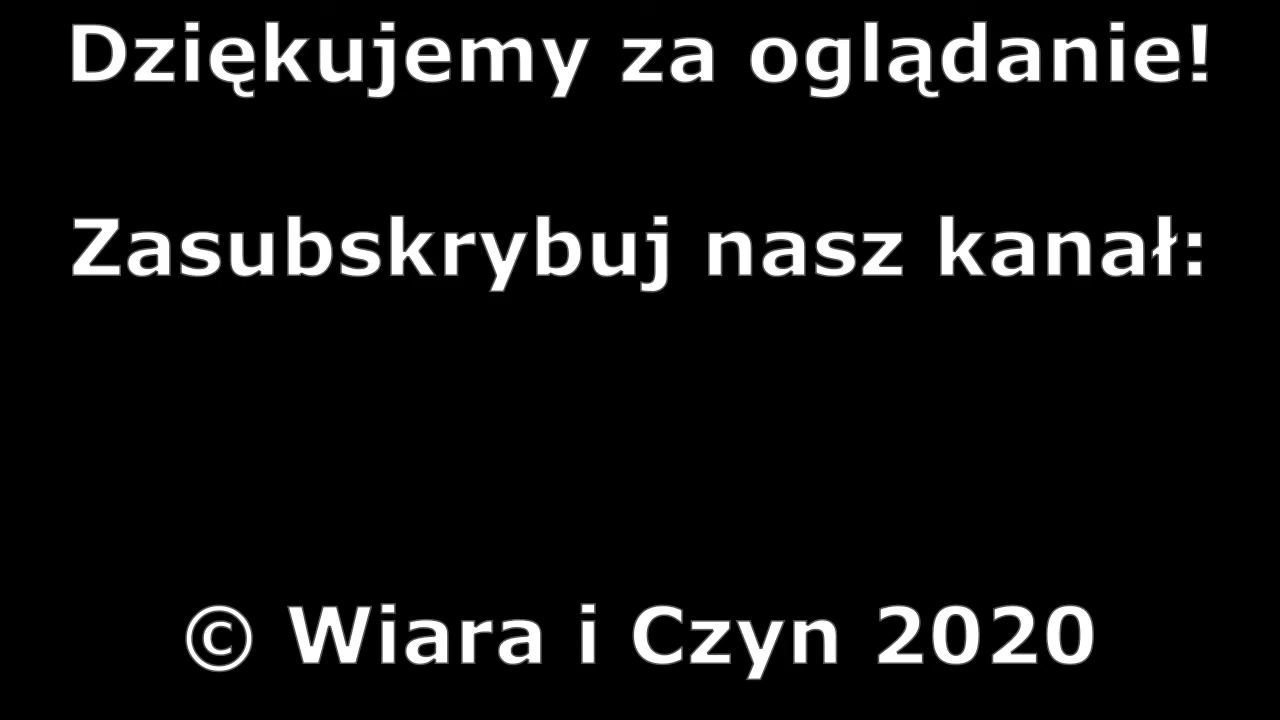 Dziękujemy za oglądanie!
Zasubskrybuj nasz kanał:
© Wiara i Czyn 2020